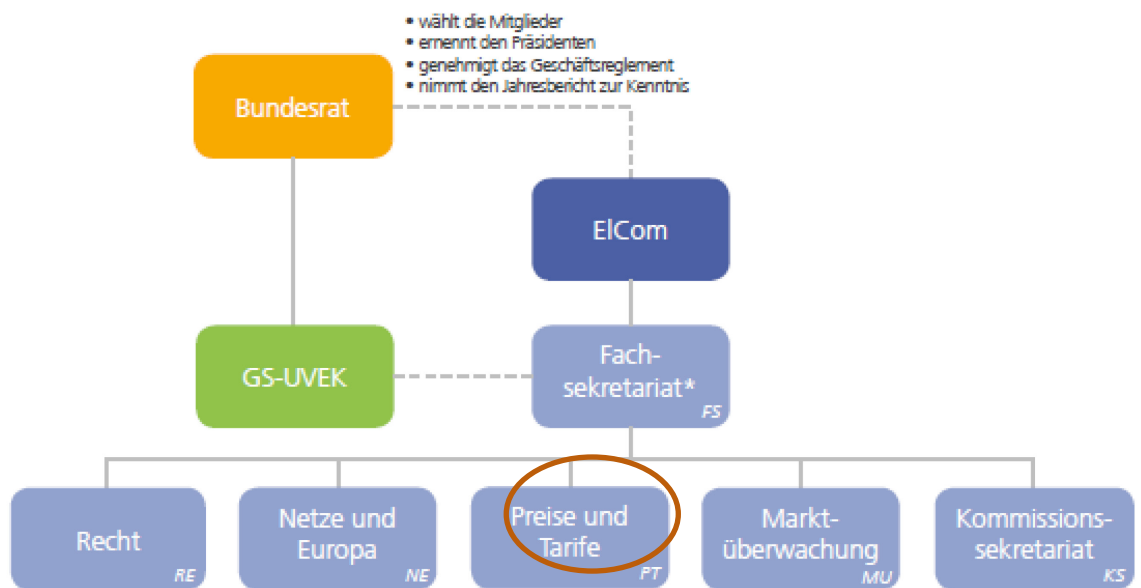 • wählt die Mitglieder
• ernennt den Präsidenten
• genehmigt das Geschäftsreglement
• nimmt den Jahresbericht zur Kenntnis
Bundesrat
ElCom
GS-UVEK
Fach-
sekretariat*
FS
Recht
RE
Netze und
Europa
NE
Preise und
Tarife
PT
Markt-
überwachung
MU
Kommissions-
sekretariat
KS